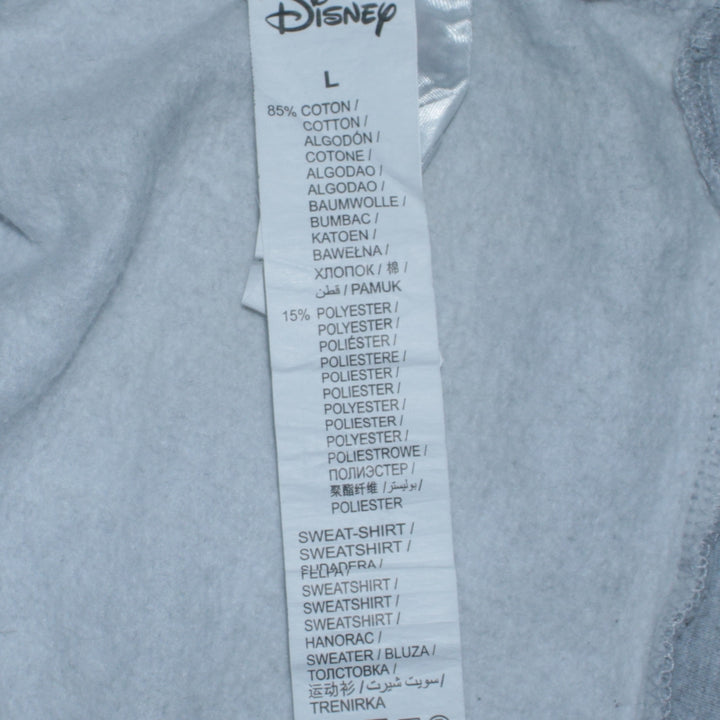 Disney
L
85% COTON /
COTTON /
ALGODÓN /
COTONE /
ALGODAO /
ALGODAO /
BAUMWOLLE /
BUMBAC /
KATOEN /
BAWEŁNA /
ХЛОПОК / 棉 /
قطن / PAMUK
15% POLYESTER /
POLYESTER /
POLIÉSTER /
POLIESTERE /
POLIESTER /
POLIESTER /
POLYESTER /
POLIESTER /
POLYESTER /
POLIESTROWE /
ПОЛИЭСТЕР /
聚酯纤维 / بوليستر /
POLIESTER
SWEAT-SHIRT /
SWEATSHIRT /
SUDADERA /
FELPA /
SWEATSHIRT /
SWEATSHIRT /
SWEATSHIRT /
HANORAC /
SWEATER / BLUZA /
ТОЛСТОВКА /
运动衫 / سويت شيرت /
TRENIRKA